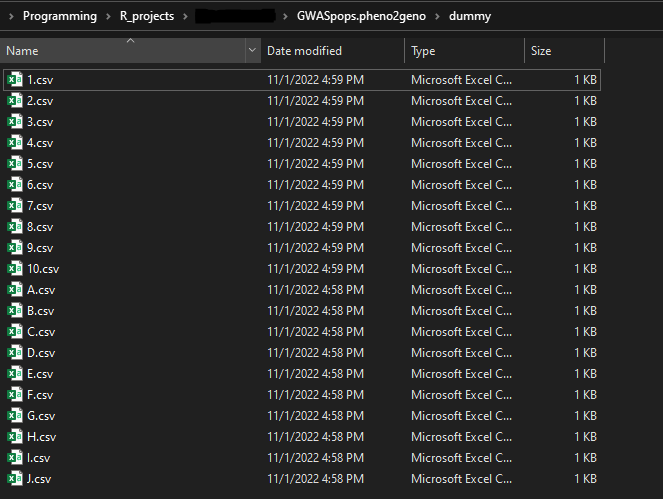 Programming > R_projects > > GWASpops.pheno2geno > dummy
Name Date modified Type Size
1.csv 11/1/2022 4:59 PM Microsoft Excel C... 1 KB
2.csv 11/1/2022 4:59 PM Microsoft Excel C... 1 KB
3.csv 11/1/2022 4:59 PM Microsoft Excel C... 1 KB
4.csv 11/1/2022 4:59 PM Microsoft Excel C... 1 KB
5.csv 11/1/2022 4:59 PM Microsoft Excel C... 1 KB
6.csv 11/1/2022 4:59 PM Microsoft Excel C... 1 KB
7.csv 11/1/2022 4:59 PM Microsoft Excel C... 1 KB
8.csv 11/1/2022 4:59 PM Microsoft Excel C... 1 KB
9.csv 11/1/2022 4:59 PM Microsoft Excel C... 1 KB
10.csv 11/1/2022 4:59 PM Microsoft Excel C... 1 KB
A.csv 11/1/2022 4:58 PM Microsoft Excel C... 1 KB
B.csv 11/1/2022 4:58 PM Microsoft Excel C... 1 KB
C.csv 11/1/2022 4:58 PM Microsoft Excel C... 1 KB
D.csv 11/1/2022 4:58 PM Microsoft Excel C... 1 KB
E.csv 11/1/2022 4:58 PM Microsoft Excel C... 1 KB
F.csv 11/1/2022 4:58 PM Microsoft Excel C... 1 KB
G.csv 11/1/2022 4:58 PM Microsoft Excel C... 1 KB
H.csv 11/1/2022 4:58 PM Microsoft Excel C... 1 KB
I.csv 11/1/2022 4:58 PM Microsoft Excel C... 1 KB
J.csv 11/1/2022 4:58 PM Microsoft Excel C... 1 KB